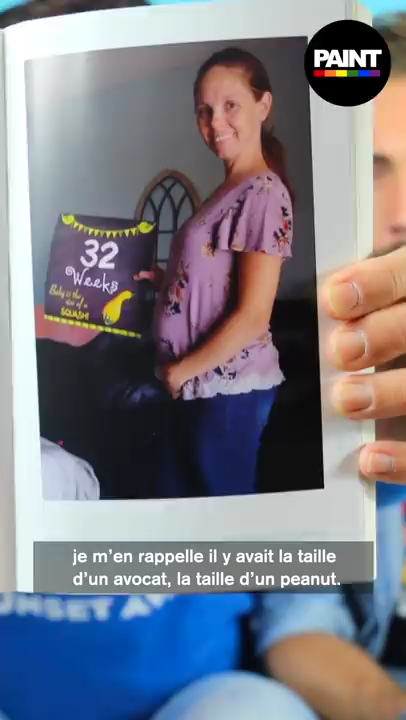 PAINT
32
Weeks
Baby is the
size of a
SQUASH!
je m'en rappelle il y avait la taille
d'un avocat, la taille d'un peanut.